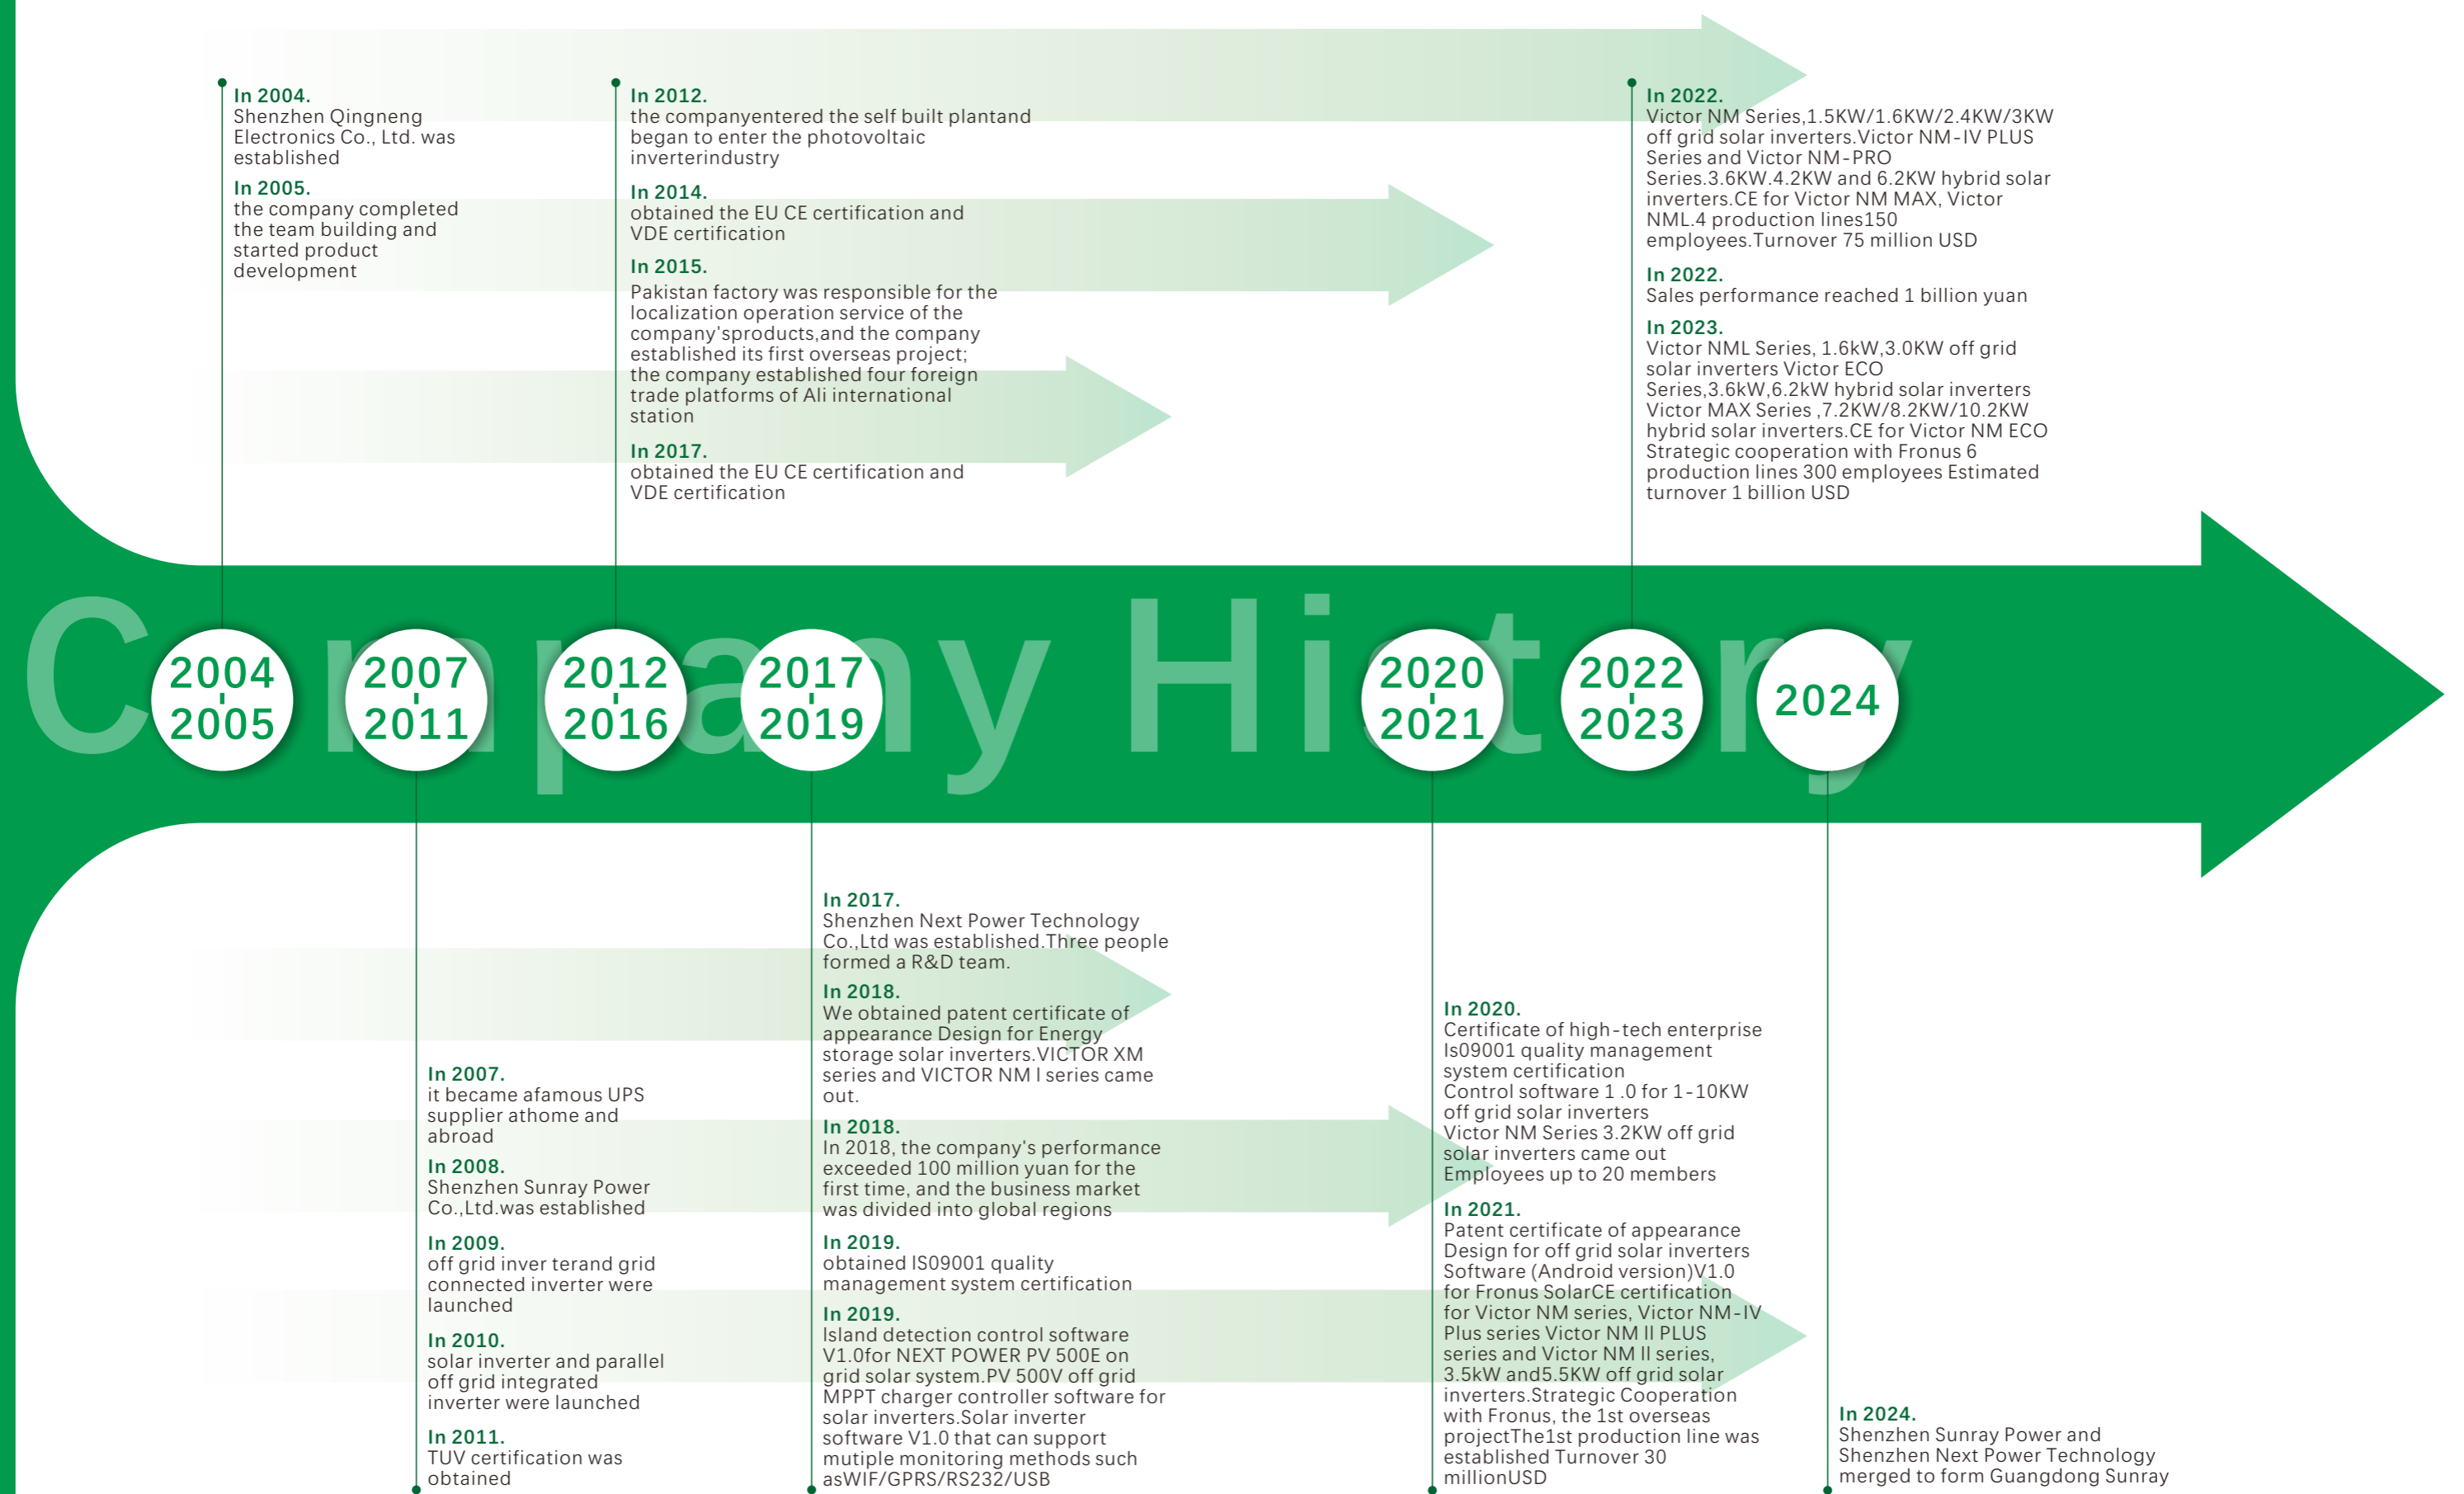 In 2004.
Shenzhen Qingneng
Electronics Co., Ltd. was
established
In 2005.
the company completed
the team building and
started product
development
In 2012.
the companyentered the self built plantand
began to enter the photovoltaic
inverterindustry
In 2014.
obtained the EU CE certification and
VDE certification
In 2015.
Pakistan factory was responsible for the
localization operation service of the
company'sproducts,and the company
established its first overseas project;
the company established four foreign
trade platforms of Ali international
station
In 2017.
obtained the EU CE certification and
VDE certification
In 2022.
Victor NM Series,1.5KW/1.6KW/2.4KW/3KW
off grid solar inverters.Victor NM-IV PLUS
Series and Victor NM-PRO
Series.3.6KW.4.2KW and 6.2KW hybrid solar
inverters.CE for Victor NM MAX, Victor
NML.4 production lines150
employees.Turnover 75 million USD
In 2022.
Sales performance reached 1 billion yuan
In 2023.
Victor NML Series, 1.6kW,3.0KW off grid
solar inverters Victor ECO
Series,3.6kW,6.2kW hybrid solar inverters
Victor MAX Series ,7.2KW/8.2KW/10.2KW
hybrid solar inverters.CE for Victor NM ECO
Strategic cooperation with Fronus 6
production lines 300 employees Estimated
turnover 1 billion USD
Company History
2004
-
2005
2007
-
2011
2012
-
2016
2017
-
2019
2020
-
2021
2022
-
2023
2024
In 2007.
it became afamous UPS
supplier athome and
abroad
In 2008.
Shenzhen Sunray Power
Co.,Ltd.was established
In 2009.
off grid inver terand grid
connected inverter were
launched
In 2010.
solar inverter and parallel
off grid integrated
inverter were launched
In 2011.
TUV certification was
obtained
In 2017.
Shenzhen Next Power Technology
Co.,Ltd was established.Three people
formed a R&D team.
In 2018.
We obtained patent certificate of
appearance Design for Energy
storage solar inverters.VICTOR XM
series and VICTOR NM I series came
out.
In 2018.
In 2018, the company's performance
exceeded 100 million yuan for the
first time, and the business market
was divided into global regions
In 2019.
obtained IS09001 quality
management system certification
In 2019.
Island detection control software
V1.0for NEXT POWER PV 500E on
grid solar system.PV 500V off grid
MPPT charger controller software for
solar inverters.Solar inverter
software V1.0 that can support
mutiple monitoring methods such
asWIF/GPRS/RS232/USB
In 2020.
Certificate of high-tech enterprise
Is09001 quality management
system certification
Control software 1 .0 for 1-10KW
off grid solar inverters
Victor NM Series 3.2KW off grid
solar inverters came out
Employees up to 20 members
In 2021.
Patent certificate of appearance
Design for off grid solar inverters
Software (Android version)V1.0
for Fronus SolarCE certification
for Victor NM series, Victor NM-IV
Plus series Victor NM II PLUS
series and Victor NM II series,
3.5kW and5.5KW off grid solar
inverters.Strategic Cooperation
with Fronus, the 1st overseas
projectThe1st production line was
established Turnover 30
millionUSD
In 2024.
Shenzhen Sunray Power and
Shenzhen Next Power Technology
merged to form Guangdong Sunray